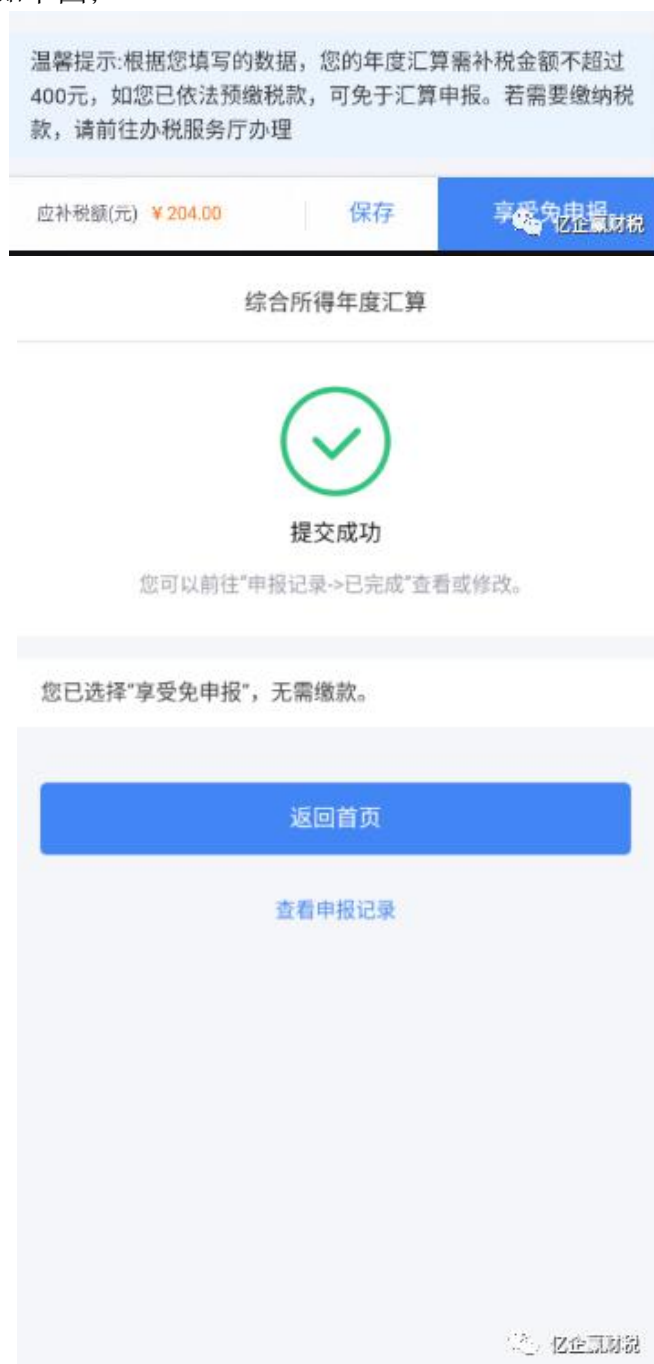 温馨提示:根据您填写的数据，您的年度汇算需补税金额不超过
400元，如您已依法预缴税款，可免于汇算申报。若需要缴纳税
款，请前往办税服务厅办理
应补税额(元) ￥204.00 保存 享受免申报
亿企赢财税
综合所得年度汇算
提交成功
您可以前往"申报记录->已完成"查看或修改。
您已选择"享受免申报"，无需缴款。
返回首页
查看申报记录
亿企赢财税